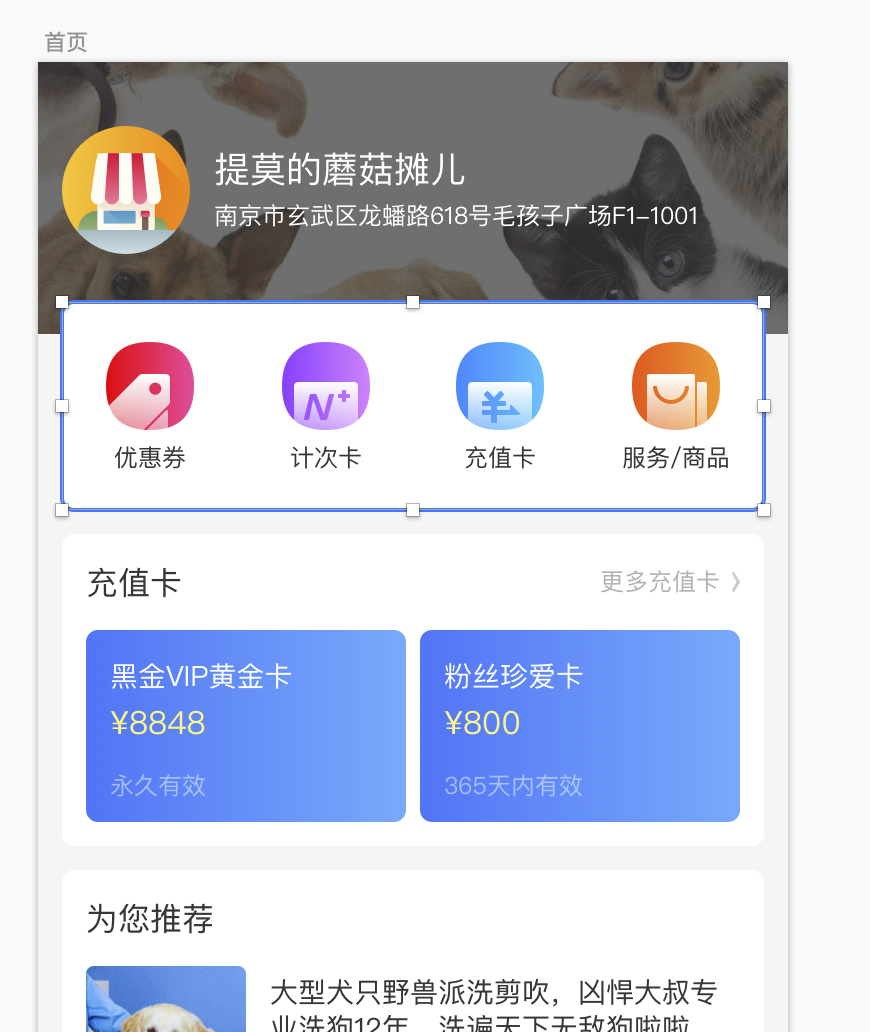 首页
提莫的蘑菇摊儿
南京市玄武区龙蟠路618号毛孩子广场F1-1001
优惠券 计次卡 充值卡 服务/商品
充值卡 更多充值卡 》
黑金VIP黄金卡 粉丝珍爱卡
¥8848 ¥800
永久有效 365天内有效
为您推荐
大型犬只野兽派洗剪吹，凶悍大叔专
业洗狗12年，洗遍天下无敌狗啦啦